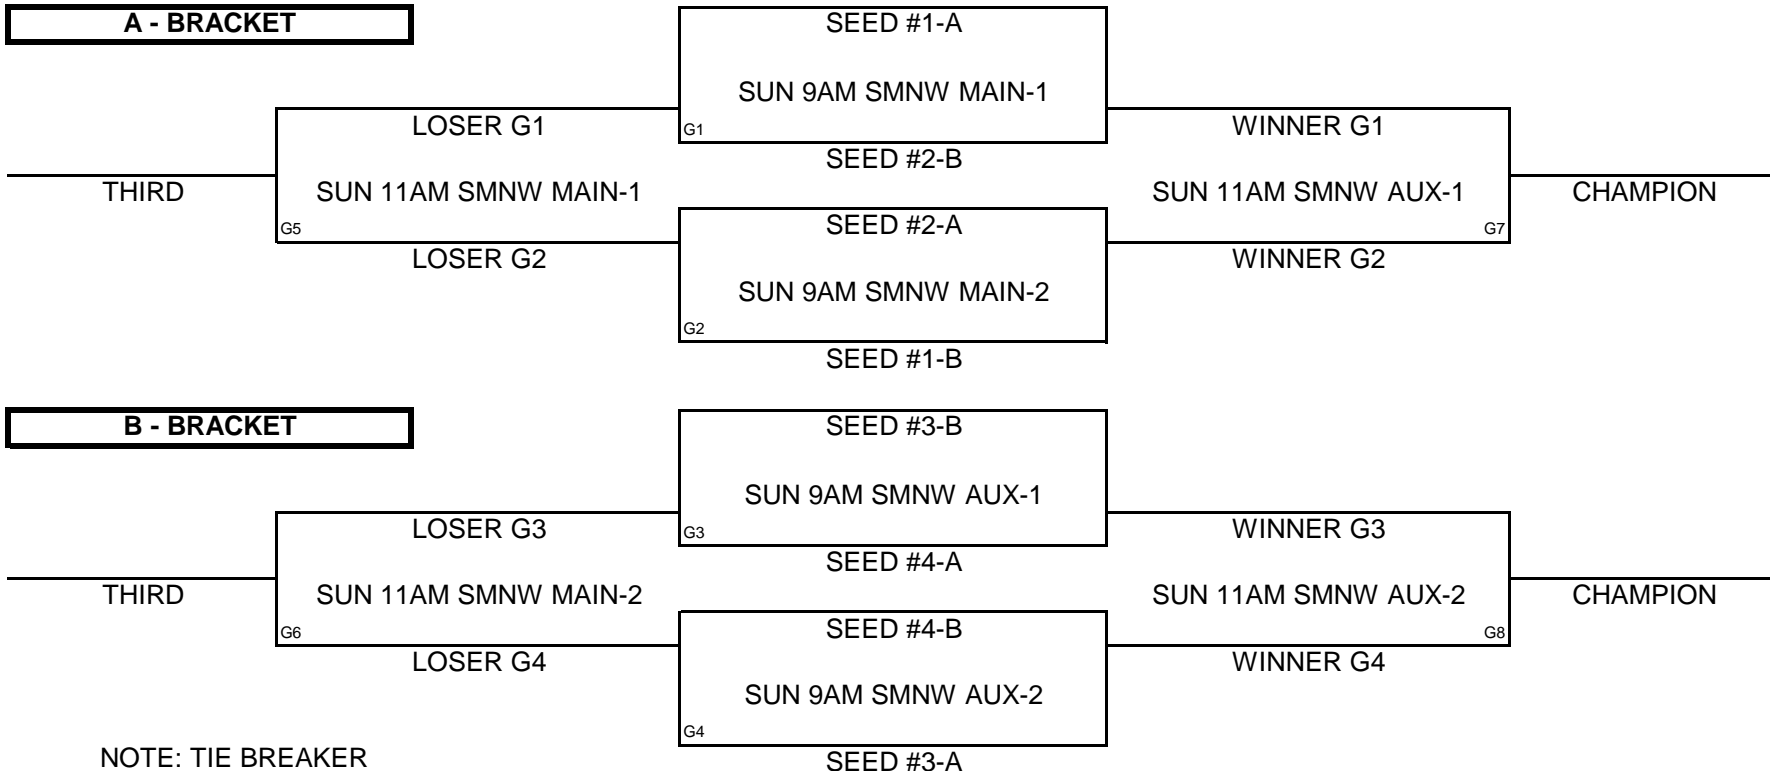 A - BRACKET
SEED #1-A
SUN 9AM SMNW MAIN-1
LOSER G1
G1
WINNER G1
SEED #2-B
THIRD
SUN 11AM SMNW MAIN-1
SUN 11AM SMNW AUX-1
CHAMPION
G5
SEED #2-A
G7
LOSER G2
WINNER G2
SUN 9AM SMNW MAIN-2
G2
SEED #1-B
B - BRACKET
SEED #3-B
SUN 9AM SMNW AUX-1
LOSER G3
G3
WINNER G3
SEED #4-A
THIRD
SUN 11AM SMNW MAIN-2
SUN 11AM SMNW AUX-2
CHAMPION
G6
SEED #4-B
G8
LOSER G4
WINNER G4
SUN 9AM SMNW AUX-2
G4
NOTE: TIE BREAKER
SEED #3-A